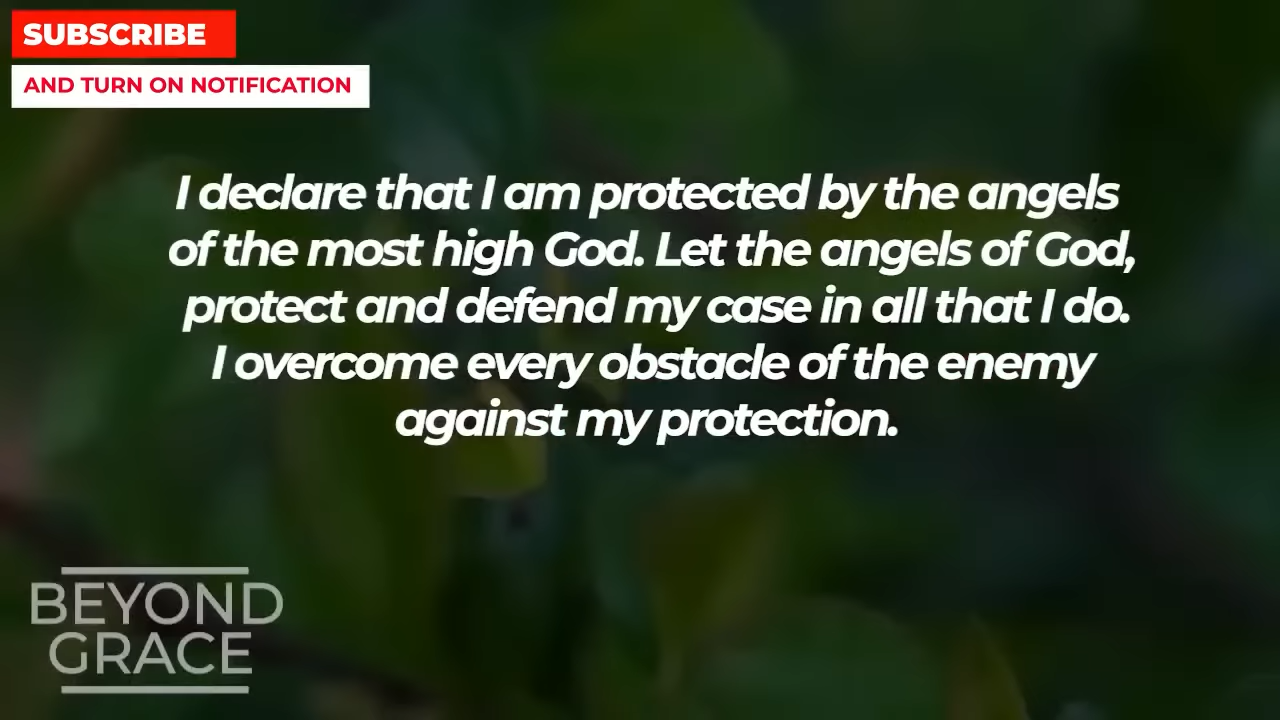 SUBSCRIBE
AND TURN ON NOTIFICATION
I declare that I am protected by the angels
of the most high God. Let the angels of God,
protect and defend my case in all that I do.
I overcome every obstacle of the enemy
against my protection.
BEYOND
GRACE